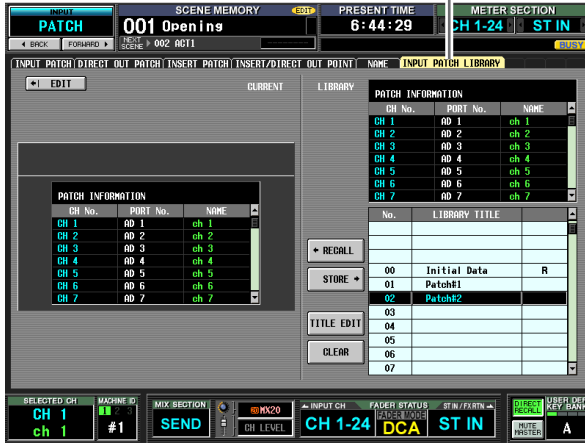 INPUT
PATCH
◀ BACK FORWARD ▶
SCENE MEMORY EDIT
001 Opening
NEXT SCENE ▶ 002 ACT1
PRESENT TIME
6:44:29
METER SECTION
CH 1-24 ST IN
BUSY
INPUT PATCH DIRECT OUT PATCH INSERT PATCH INSERT/DIRECT OUT POINT NAME INPUT PATCH LIBRARY
EDIT
CURRENT
PATCH INFORMATION
CH No. PORT No. NAME
CH 1 AD 1 ch 1
CH 2 AD 2 ch 2
CH 3 AD 3 ch 3
CH 4 AD 4 ch 4
CH 5 AD 5 ch 5
CH 6 AD 6 ch 6
CH 7 AD 7 ch 7
LIBRARY
PATCH INFORMATION
CH No. PORT No. NAME
CH 1 AD 1 ch 1
CH 2 AD 2 ch 2
CH 3 AD 3 ch 3
CH 4 AD 4 ch 4
CH 5 AD 5 ch 5
CH 6 AD 6 ch 6
CH 7 AD 7 ch 7
← RECALL
STORE →
TITLE EDIT
CLEAR
No. LIBRARY TITLE
00 Initial Data R
01 Patch#1
02 Patch#2
03
04
05
06
07
SELECTED CH
CH 1
ch 1
MACHINE ID
1 2 3
#1
MIX SECTION
SEND
MIX20
CH LEVEL
INPUT CH
CH 1-24
FADER STATUS
FADER MODE
DCA
ST IN/FXRTN
ST IN
DIRECT RECALL
MUTE MASTER
USER DEF
KEY BANK
A